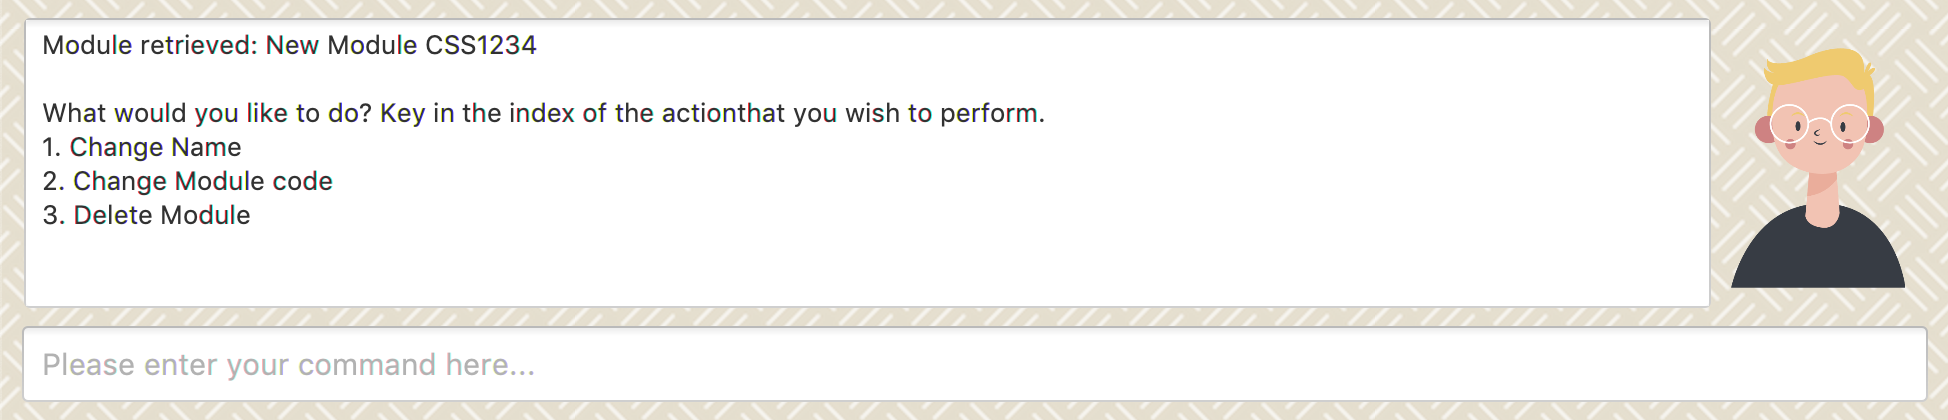 Module retrieved: New Module CSS1234
What would you like to do? Key in the index of the actionthat you wish to perform.
1. Change Name
2. Change Module code
3. Delete Module
Please enter your command here...